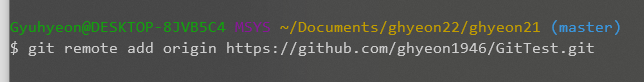 Gyuhyeon@DESKTOP-8JVB5C4 MSYS ~/Documents/ghyeon22/ghyeon21 (master)
$ git remote add origin https://github.com/ghyeon1946/GitTest.git